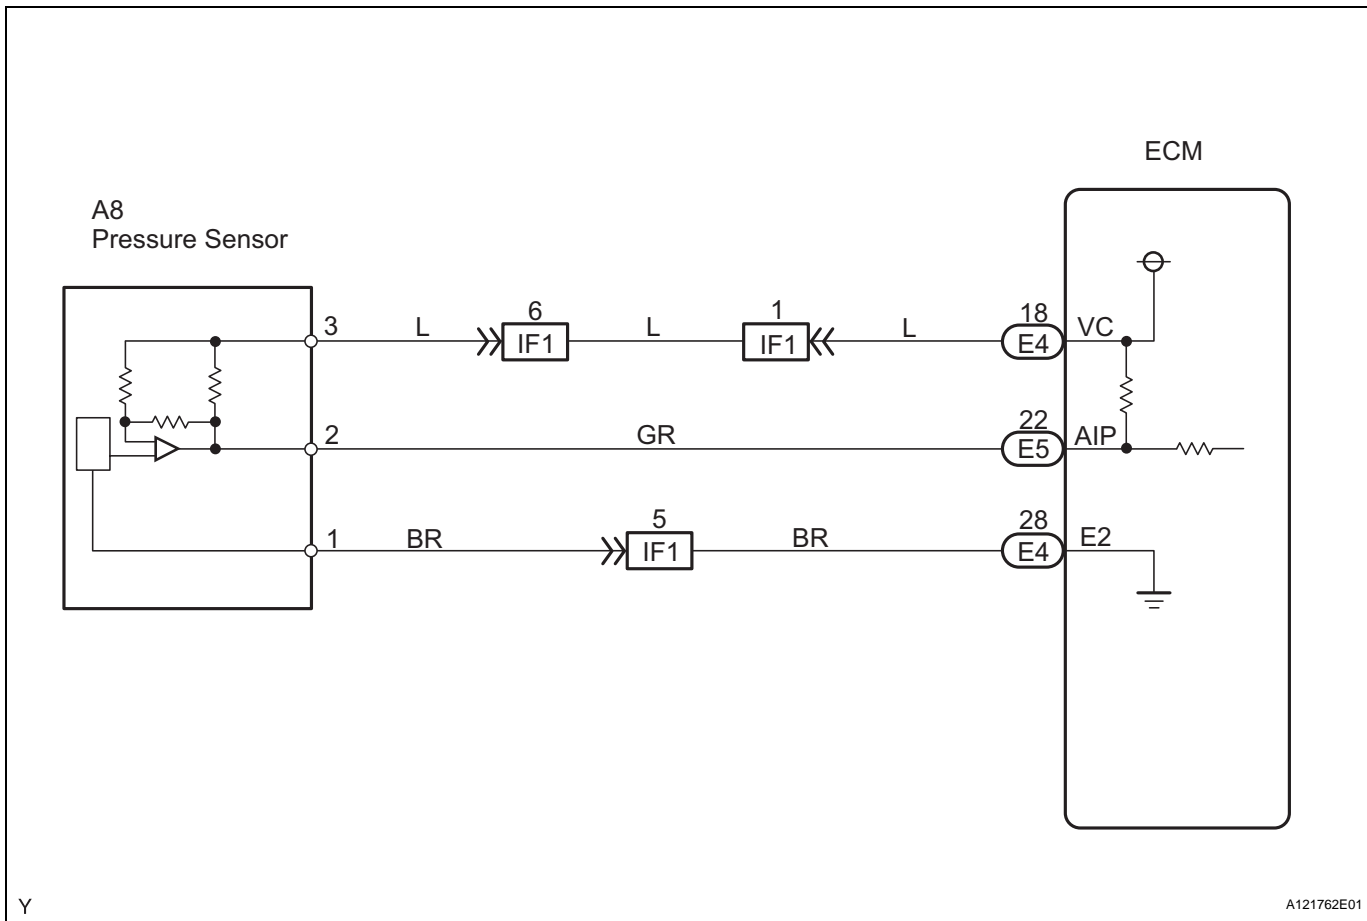 ECM
A8
Pressure Sensor
3 L 6 IF1 L 1 IF1 L 18 E4 VC
2 GR 22 E5 AIP
1 BR 5 IF1 BR 28 E4 E2
Y
A121762E01